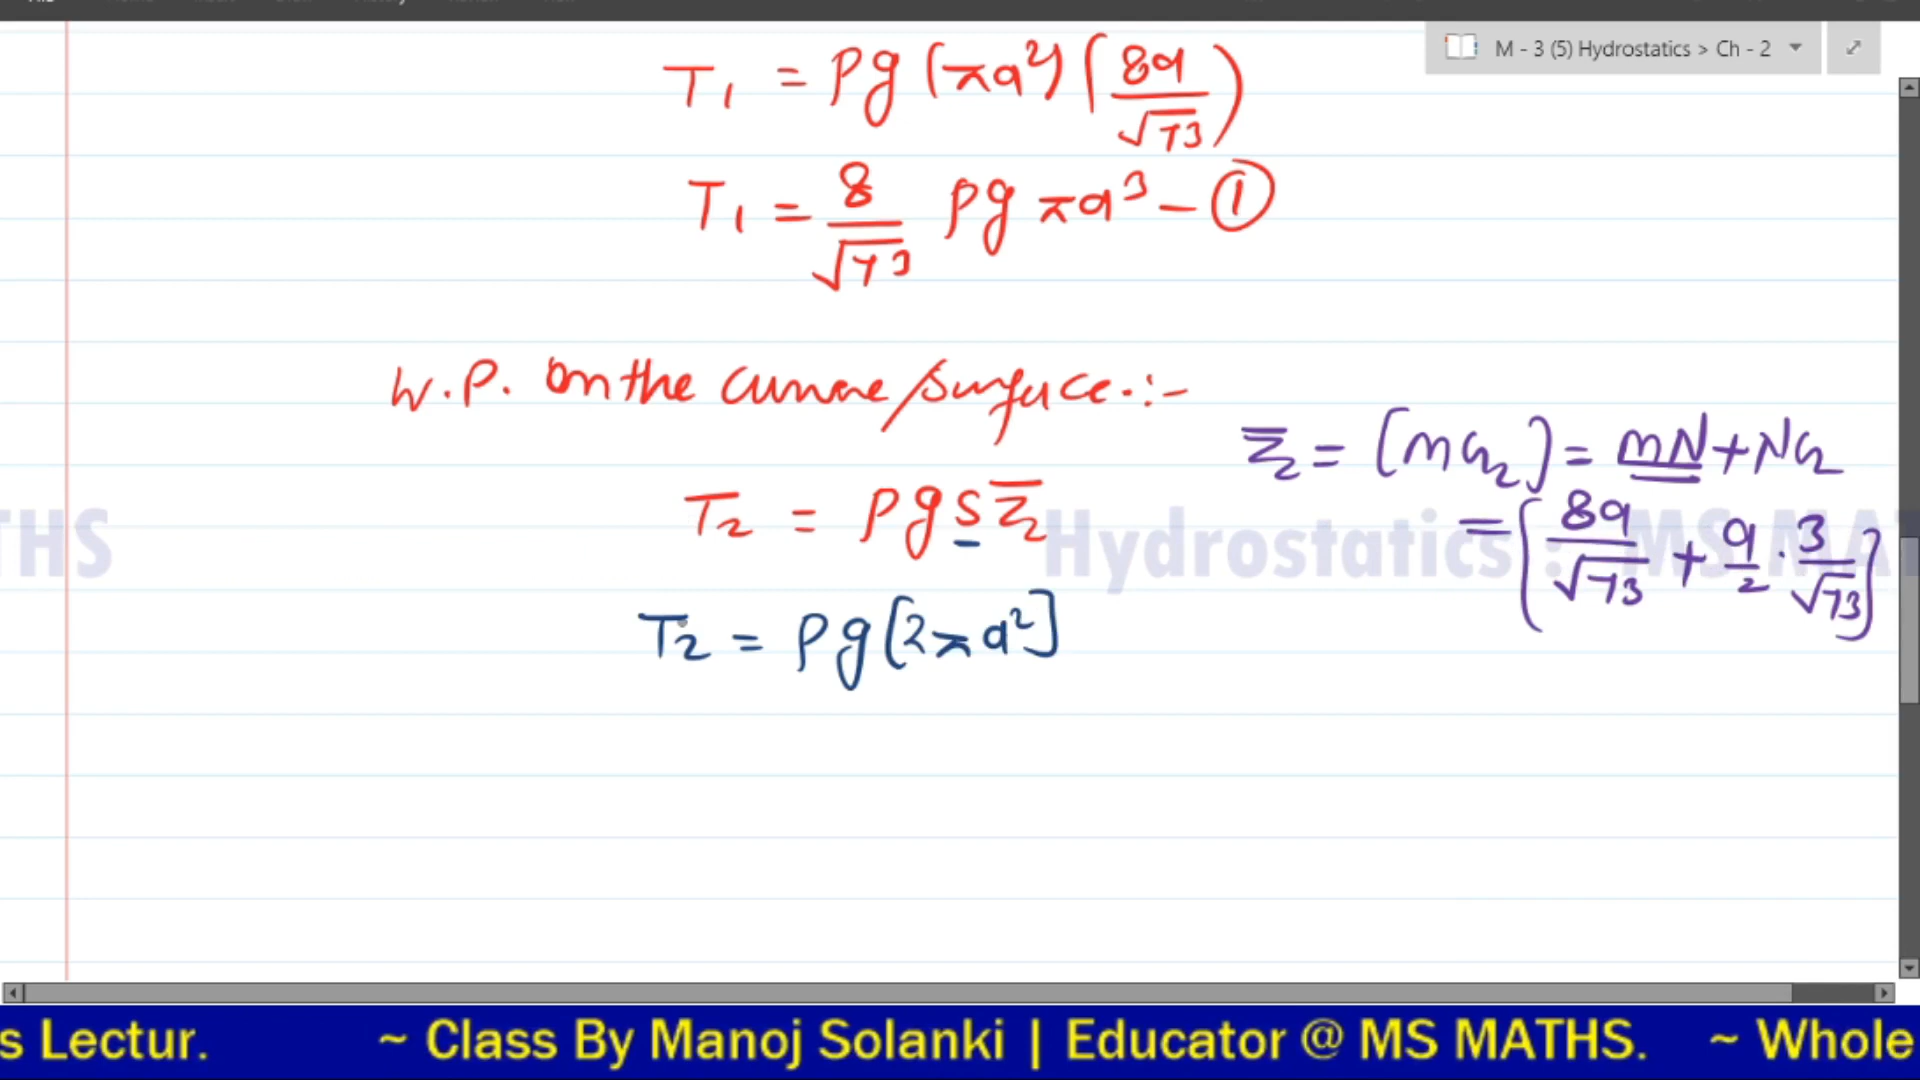 M - 3 (5) Hydrostatics > Ch - 2
T₁ = ρg (πa²) (8a/√73)
T₁ = 8/√73 ρg πa³ - ①
W.P. on the curve/surface.:-
z̄₂ = [MG₂] = MN + NG₂
T₂ = ρg s z̄₂
= [8a/√73 + a/2 · 3/√73]
T₂ = ρg [2πa²]
THS
Hydrostatics : MS MAT
s Lectur. ~ Class By Manoj Solanki | Educator @ MS MATHS. ~ Whole